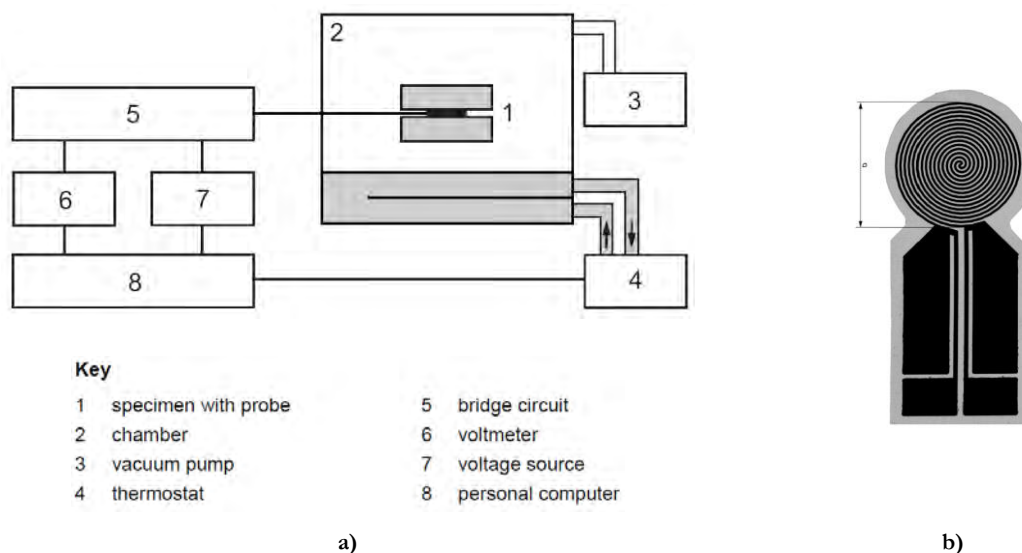 2
1
3
5
6
7
8
4
Key
1 specimen with probe
2 chamber
3 vacuum pump
4 thermostat
5 bridge circuit
6 voltmeter
7 voltage source
8 personal computer
a)
b)